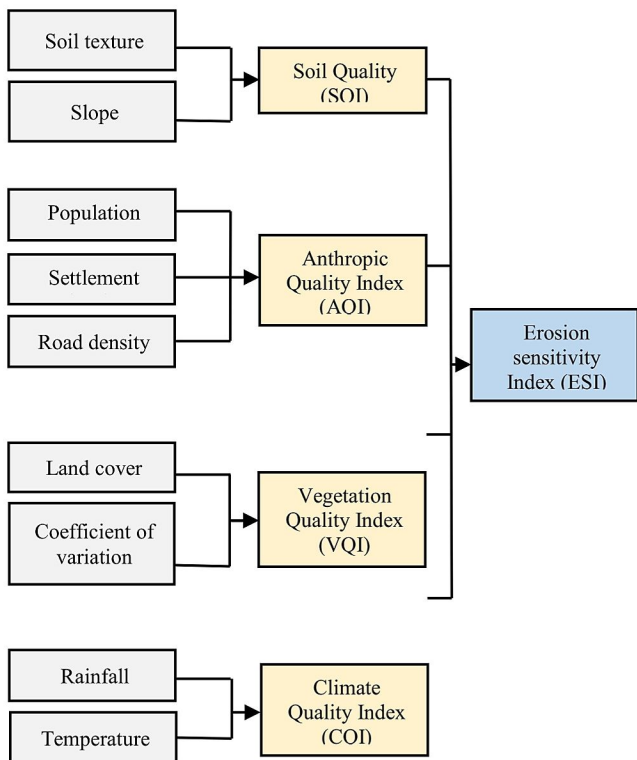 Soil texture
Slope
Soil Quality
(SQI)
Population
Settlement
Road density
Anthropic
Quality Index
(AQI)
Erosion
sensitivity
Index (ESI)
Land cover
Coefficient of
variation
Vegetation
Quality Index
(VQI)
Rainfall
Temperature
Climate
Quality Index
(CQI)